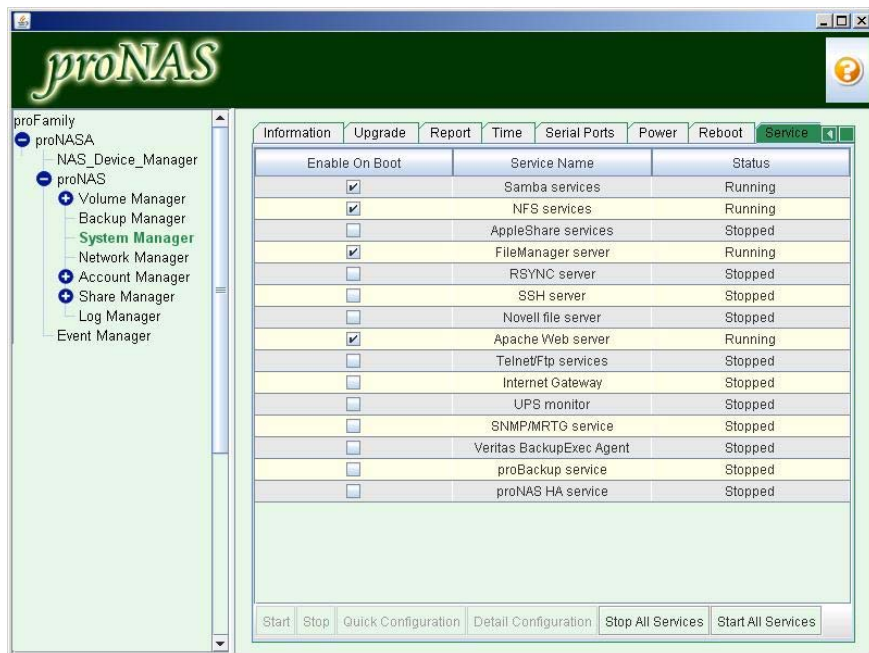 proNAS
proFamily
proNASA
NAS_Device_Manager
proNAS
Volume Manager
Backup Manager
System Manager
Network Manager
Account Manager
Share Manager
Log Manager
Event Manager
Information Upgrade Report Time Serial Ports Power Reboot Service
Enable On Boot Service Name Status
Samba services Running
NFS services Running
AppleShare services Stopped
FileManager server Running
RSYNC server Stopped
SSH server Stopped
Novell file server Stopped
Apache Web server Running
Telnet/Ftp services Stopped
Internet Gateway Stopped
UPS monitor Stopped
SNMP/MRTG service Stopped
Veritas BackupExec Agent Stopped
proBackup service Stopped
proNAS HA service Stopped
Start Stop Quick Configuration Detail Configuration Stop All Services Start All Services